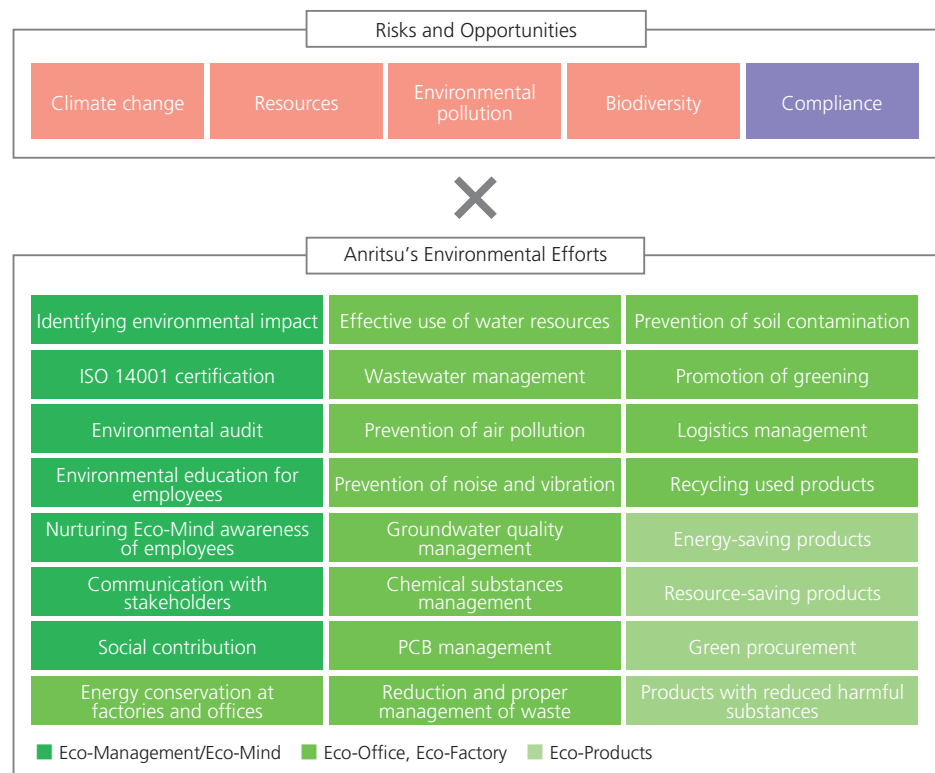 Risks and Opportunities
Climate change
Resources
Environmental
pollution
Biodiversity
Compliance
Anritsu's Environmental Efforts
Identifying environmental impact
Effective use of water resources
Prevention of soil contamination
ISO 14001 certification
Wastewater management
Promotion of greening
Environmental audit
Prevention of air pollution
Logistics management
Environmental education for
employees
Prevention of noise and vibration
Recycling used products
Nurturing Eco-Mind awareness
of employees
Groundwater quality
management
Energy-saving products
Communication with
stakeholders
Chemical substances
management
Resource-saving products
Social contribution
PCB management
Green procurement
Energy conservation at
factories and offices
Reduction and proper
management of waste
Products with reduced harmful
substances
Eco-Management/Eco-Mind
Eco-Office, Eco-Factory
Eco-Products